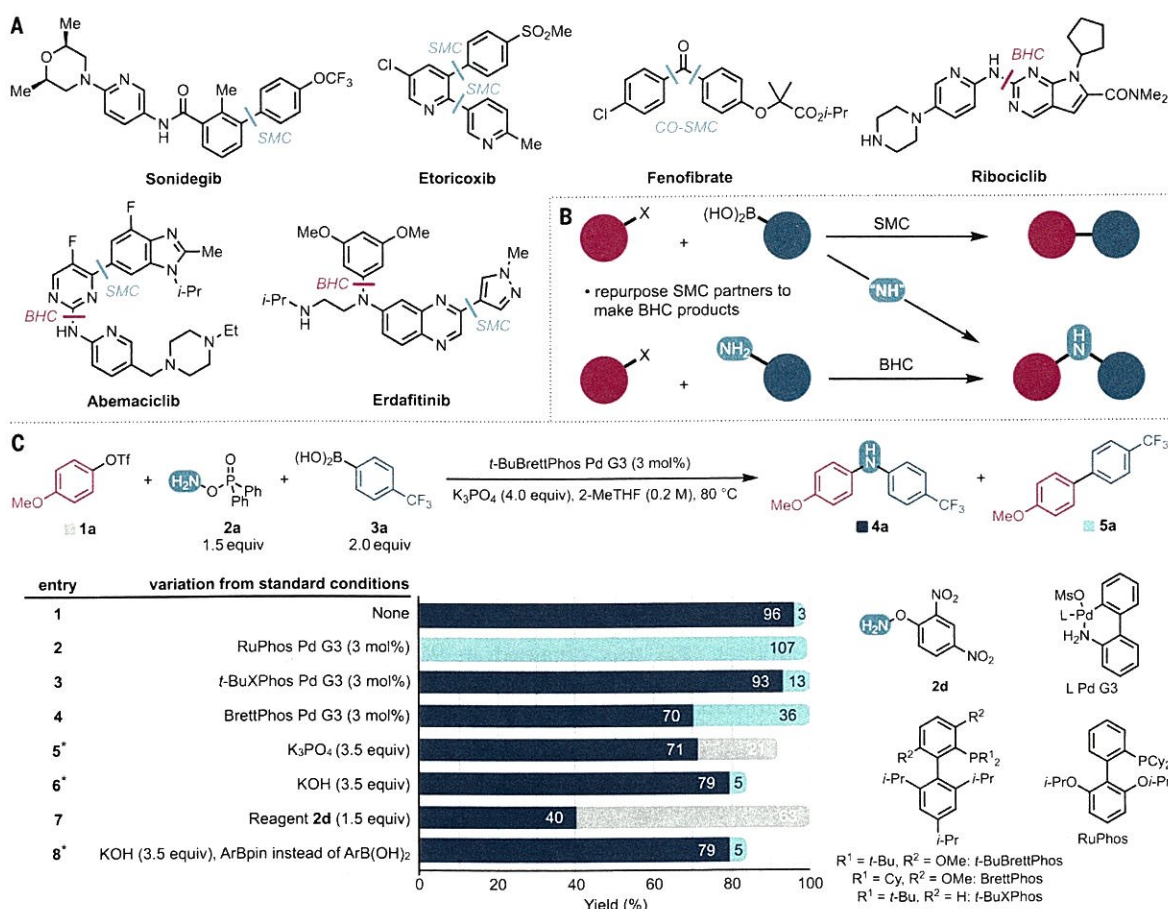 A
Me
O
N
Me
N
N
H
O
Me
SMC
OCF3
Sonidegib
Cl
SMC
SO2Me
SMC
N
N
Me
Etoricoxib
O
Cl
CO-SMC
Me
Me
O
CO2i-Pr
Fenofibrate
BHC
H
N
N
N
N
N
CONMe2
N
HN
Ribociclib
F
F
N
N
Me
N
i-Pr
N
N
SMC
BHC
NH
N
N
N
Et
Abemaciclib
MeO
OMe
BHC
i-Pr
HN
N
N
N
Me
N
N
SMC
Erdafitinib
B
X
+
(HO)2B
SMC
• repurpose SMC partners to
make BHC products
"NH"
X
+
NH2
BHC
H
N
C
OTf
MeO
1a
+
H2N
O
O
P
Ph
Ph
2a
1.5 equiv
+
(HO)2B
CF3
3a
2.0 equiv
t-BuBrettPhos Pd G3 (3 mol%)
K3PO4 (4.0 equiv), 2-MeTHF (0.2 M), 80 °C
H
N
MeO
CF3
4a
+
CF3
MeO
5a
entry variation from standard conditions
1 None 96 3
2 RuPhos Pd G3 (3 mol%) 107
3 t-BuXPhos Pd G3 (3 mol%) 93 13
4 BrettPhos Pd G3 (3 mol%) 70 36
5* K3PO4 (3.5 equiv) 71 21
6* KOH (3.5 equiv) 79 5
7 Reagent 2d (1.5 equiv) 40 63
8* KOH (3.5 equiv), ArBpin instead of ArB(OH)2 79 5
0 20 40 60 80 100
Yield (%)
H2N
O
NO2
NO2
2d
MsO
L-Pd
H2N
L Pd G3
R2
R2
PR12
i-Pr
i-Pr
i-Pr
PCy2
i-PrO
Oi-Pr
RuPhos
R1 = t-Bu, R2 = OMe: t-BuBrettPhos
R1 = Cy, R2 = OMe: BrettPhos
R1 = t-Bu, R2 = H: t-BuXPhos